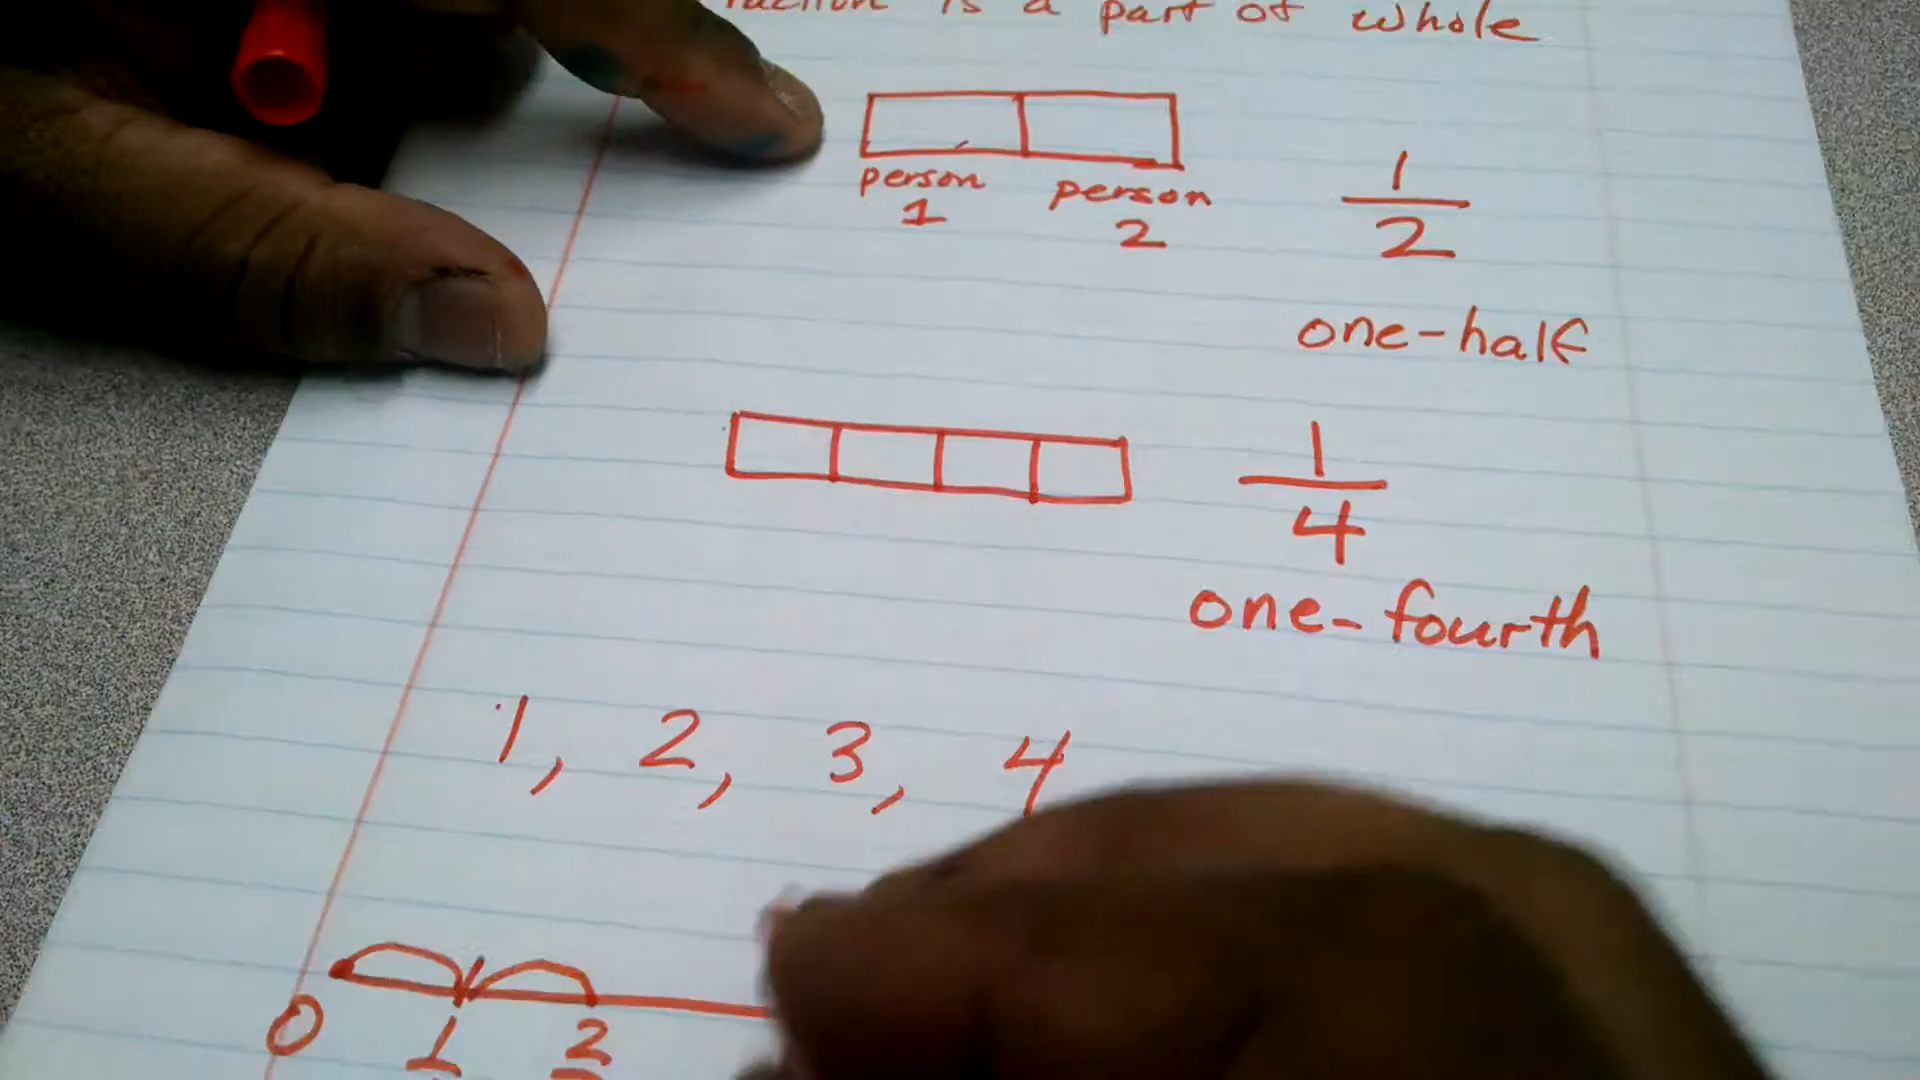 is a part of whole
person person
1 2
1
2
one-half
1
4
one-fourth
1, 2, 3, 4
0 1 2